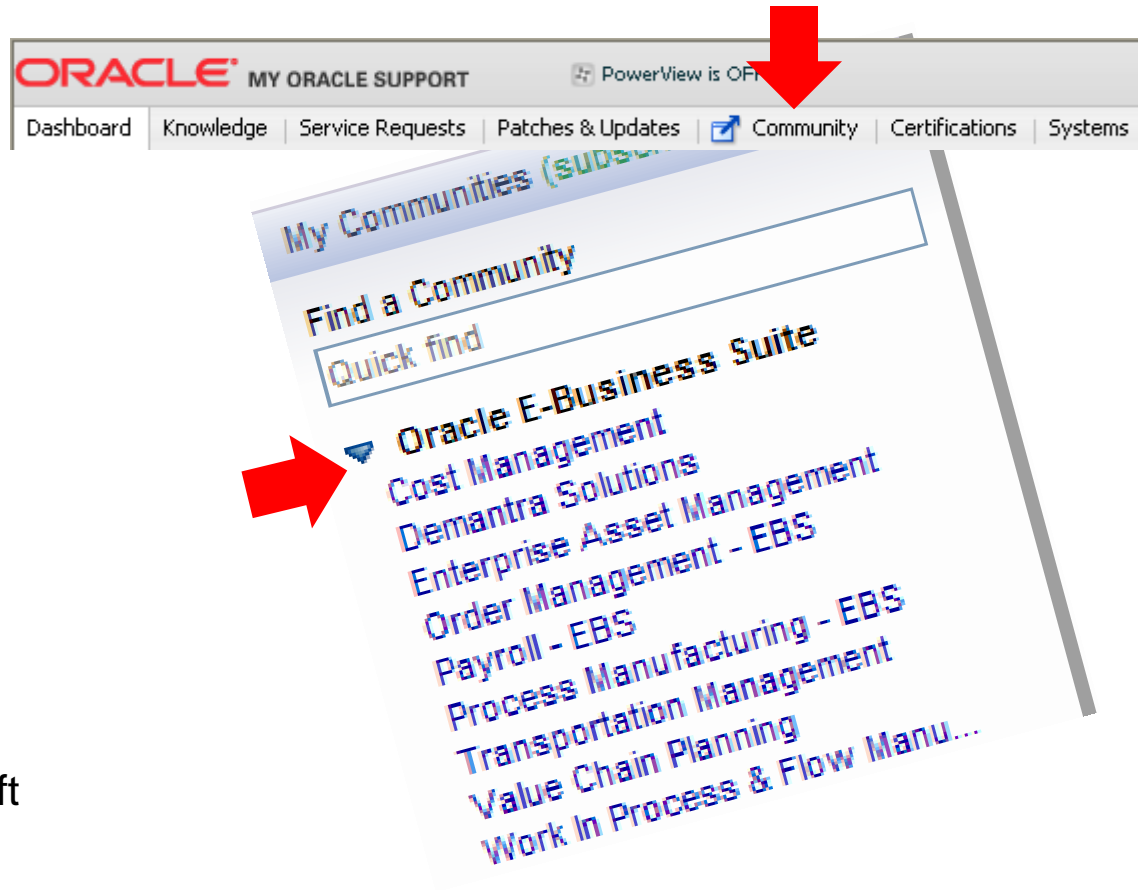 ORACLE MY ORACLE SUPPORT PowerView is OF
Dashboard Knowledge Service Requests Patches & Updates Community Certifications Systems
My Communities
Find a Community
Quick find
Oracle E-Business Suite
Cost Management
Demantra Solutions
Enterprise Asset Management
Order Management - EBS
Payroll - EBS
Process Manufacturing - EBS
Transportation Management
Value Chain Planning
Work In Process & Flow Manu...
ft